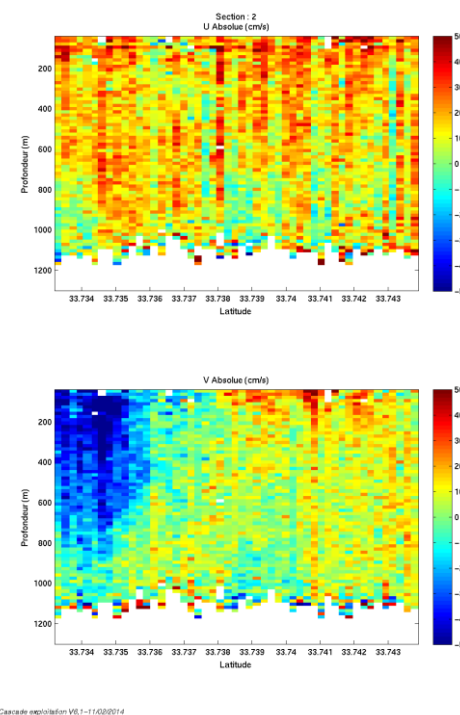 Section : 2
U Absolue (cm/s)
Profondeur (m)
200
400
600
800
1000
1200
33.734 33.735 33.736 33.737 33.738 33.739 33.74 33.741 33.742 33.743
Latitude
0
V Absolue (cm/s)
Profondeur (m)
200
400
600
800
1000
1200
33.734 33.735 33.736 33.737 33.738 33.739 33.74 33.741 33.742 33.743
Latitude
0
Cascade exploitation V6.1-11/02/2014